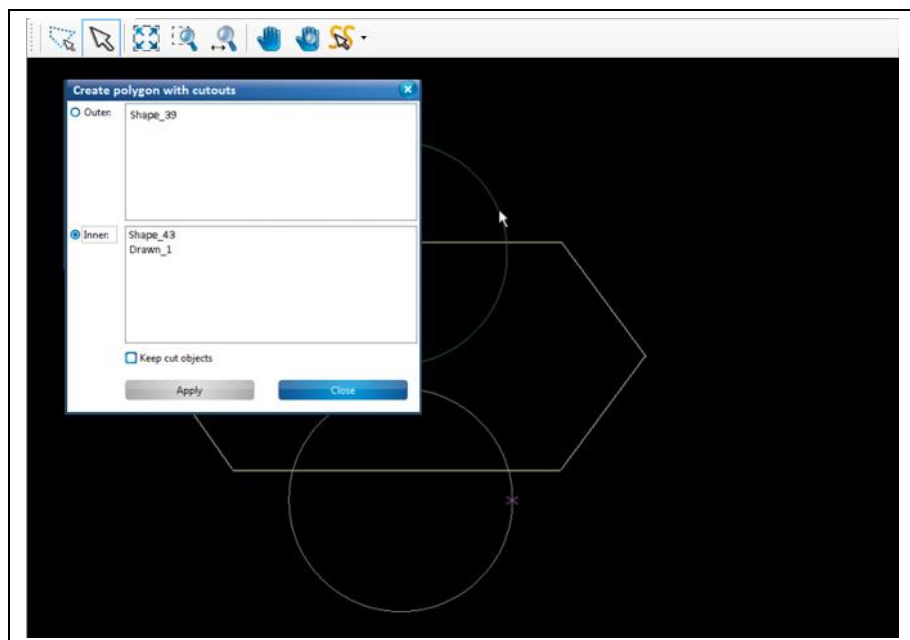 Create polygon with cutouts
Outer:
Shape_39
Inner:
Shape_43
Drawn_1
Keep cut objects
Apply
Close